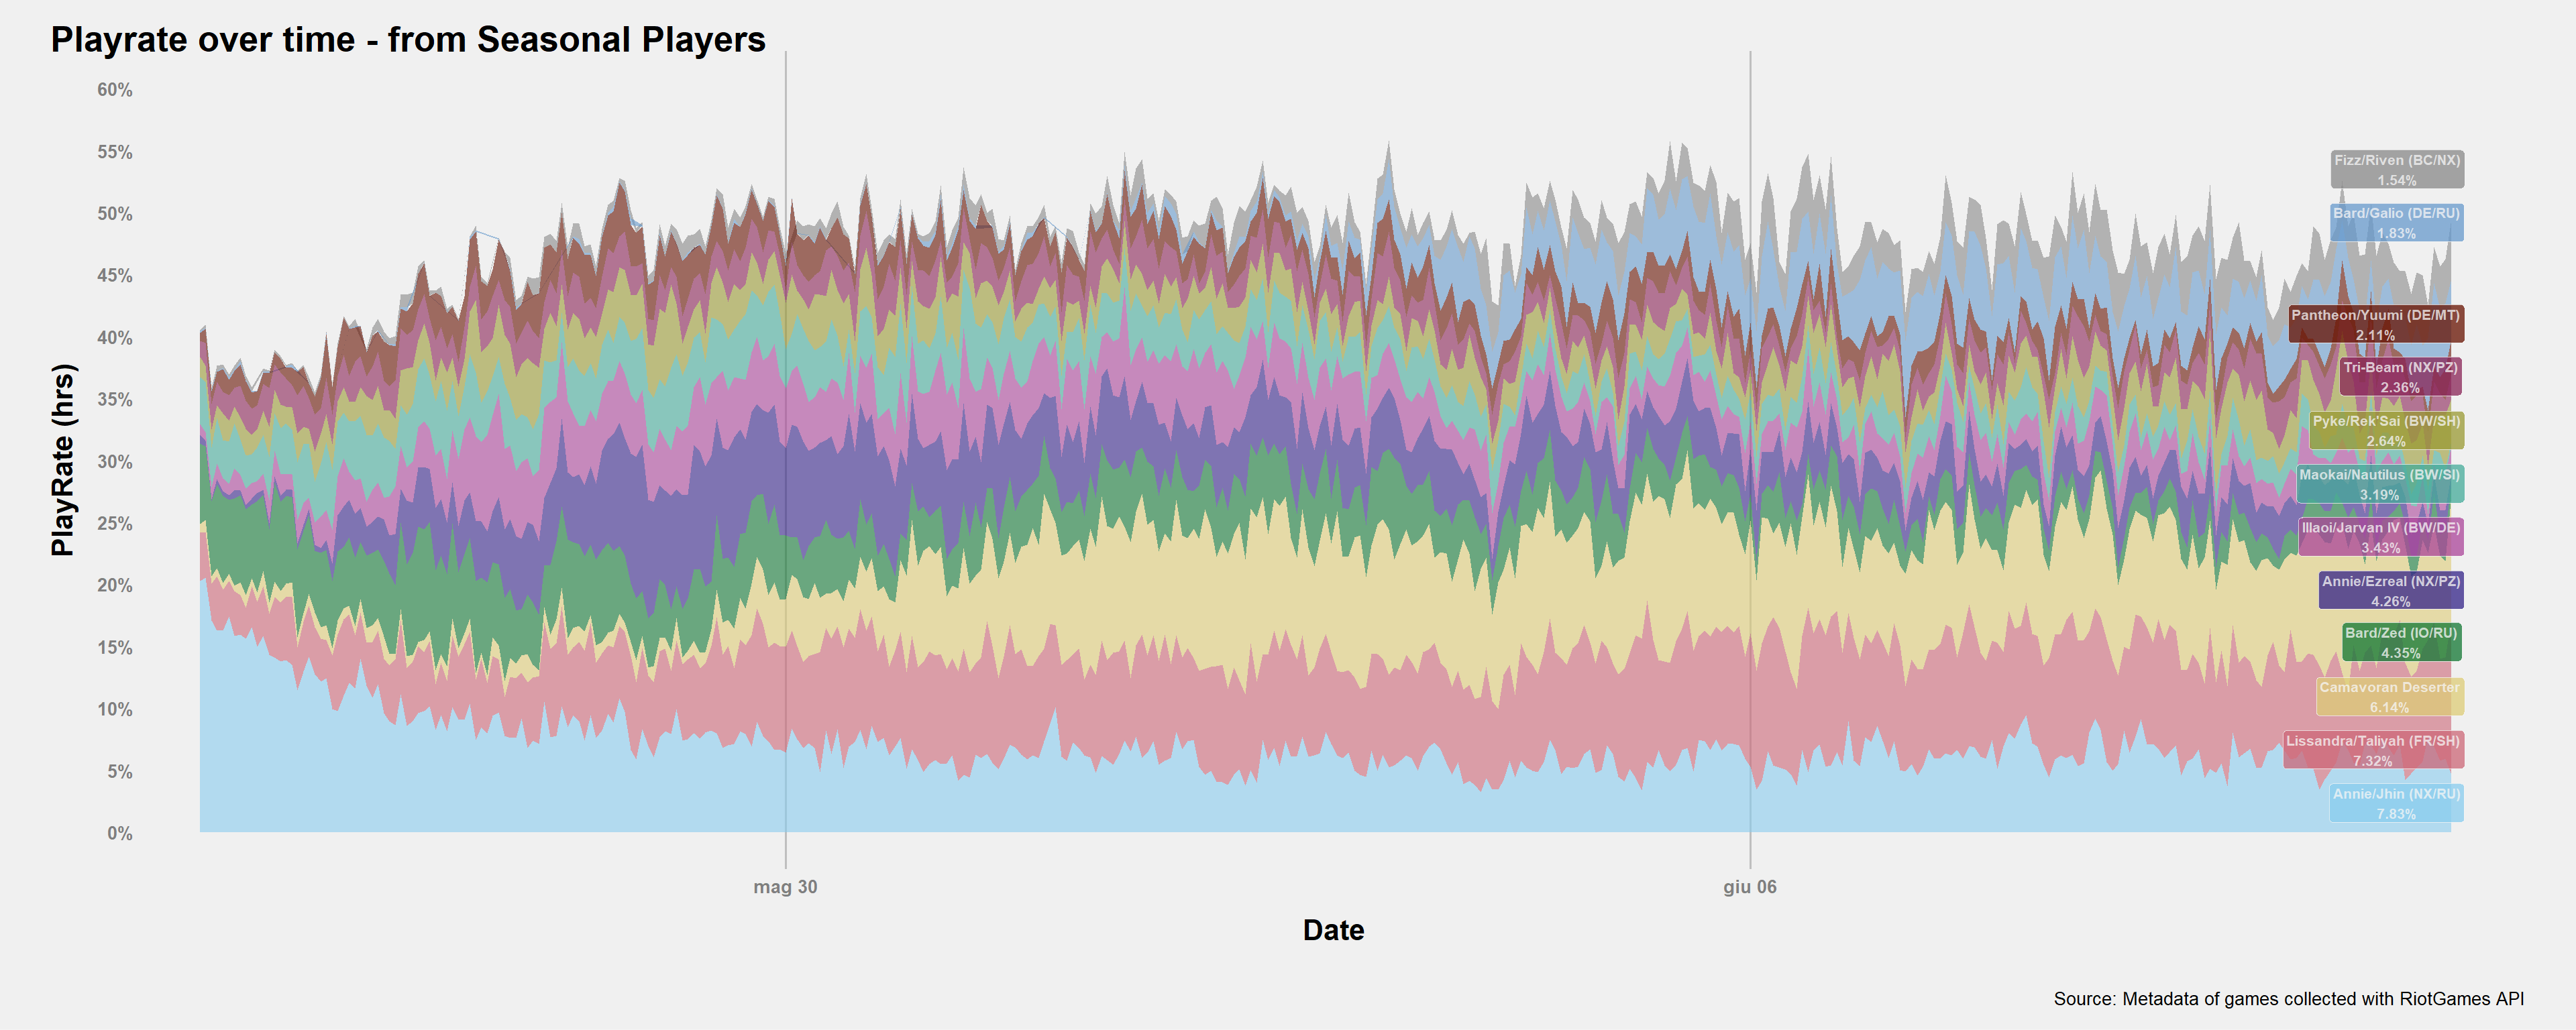 Playrate over time - from Seasonal Players
PlayRate (hrs)
60%
55%
50%
45%
40%
35%
30%
25%
20%
15%
10%
5%
0%
Fizz/Riven (BC/NX)
1.54%
Bard/Galio (DE/RU)
1.83%
Pantheon/Yuumi (DE/MT)
2.11%
Tri-Beam (NX/PZ)
2.36%
Pyke/Rek'Sai (BW/SH)
2.64%
Maokai/Nautilus (BW/SI)
3.19%
Illaoi/Jarvan IV (BW/DE)
3.43%
Annie/Ezreal (NX/PZ)
4.26%
Bard/Zed (IO/RU)
4.35%
Camavoran Deserter
6.14%
Lissandra/Taliyah (FR/SH)
7.32%
Annie/Jhin (NX/RU)
7.83%
mag 30
giu 06
Date
Source: Metadata of games collected with RiotGames API